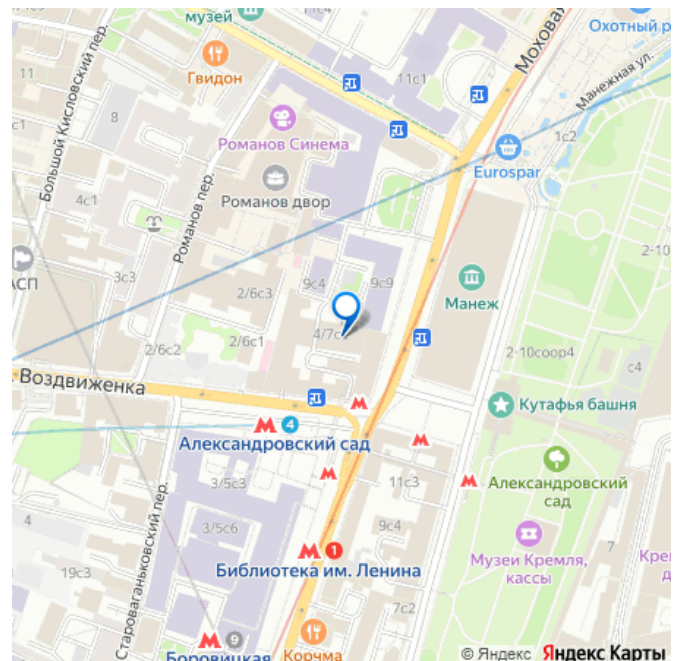 музей
Охотный р
11с1
Моховая
Гвидон
Манежная ул.
11
Большой Кисловский пер.
8
1с2
с1
Романов Синема
Eurospar
Романов двор
4с1
Романов пер.
2-10
АСП
3с3
9с4
9с9
2/6с3
Манеж
4/7с
2/6с2
2/6с1
2-10соор4
с4
Воздвиженка
Кутафья башня
4
Александровский сад
11с3
Александровский
сад
3/5с3
4
3/5с6
9с4
Музеи Кремля,
кассы
7
Кре
д
1
Староваганьковский пер.
19с3
Библиотека им. Ленина
7с2
9
Боровицкая
Корчма
© Яндекс Яндекс Карты